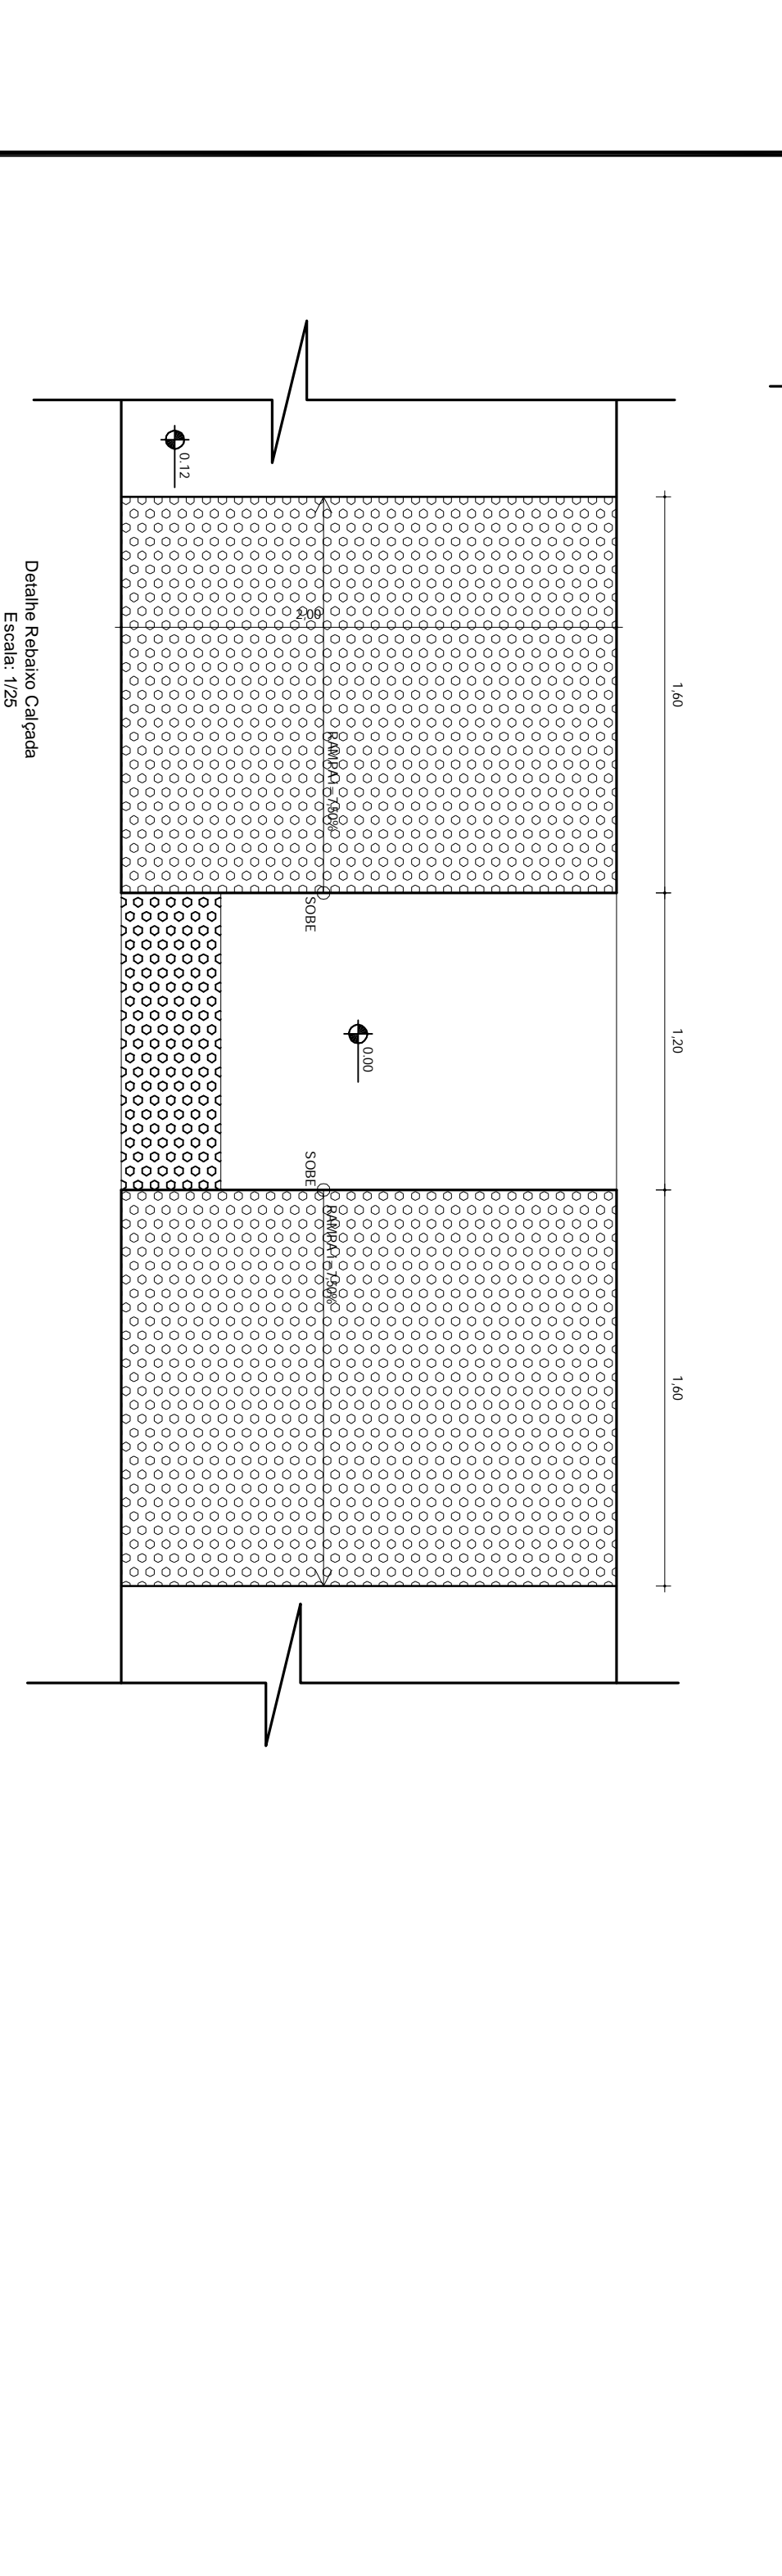 1,60
1,20
1,60
0.12
2,00
RAMPA i = 7,50%
SOBE
0.00
SOBE
RAMPA i = 7,50%
Detalhe Rebaixo Calçada
Escala: 1/25